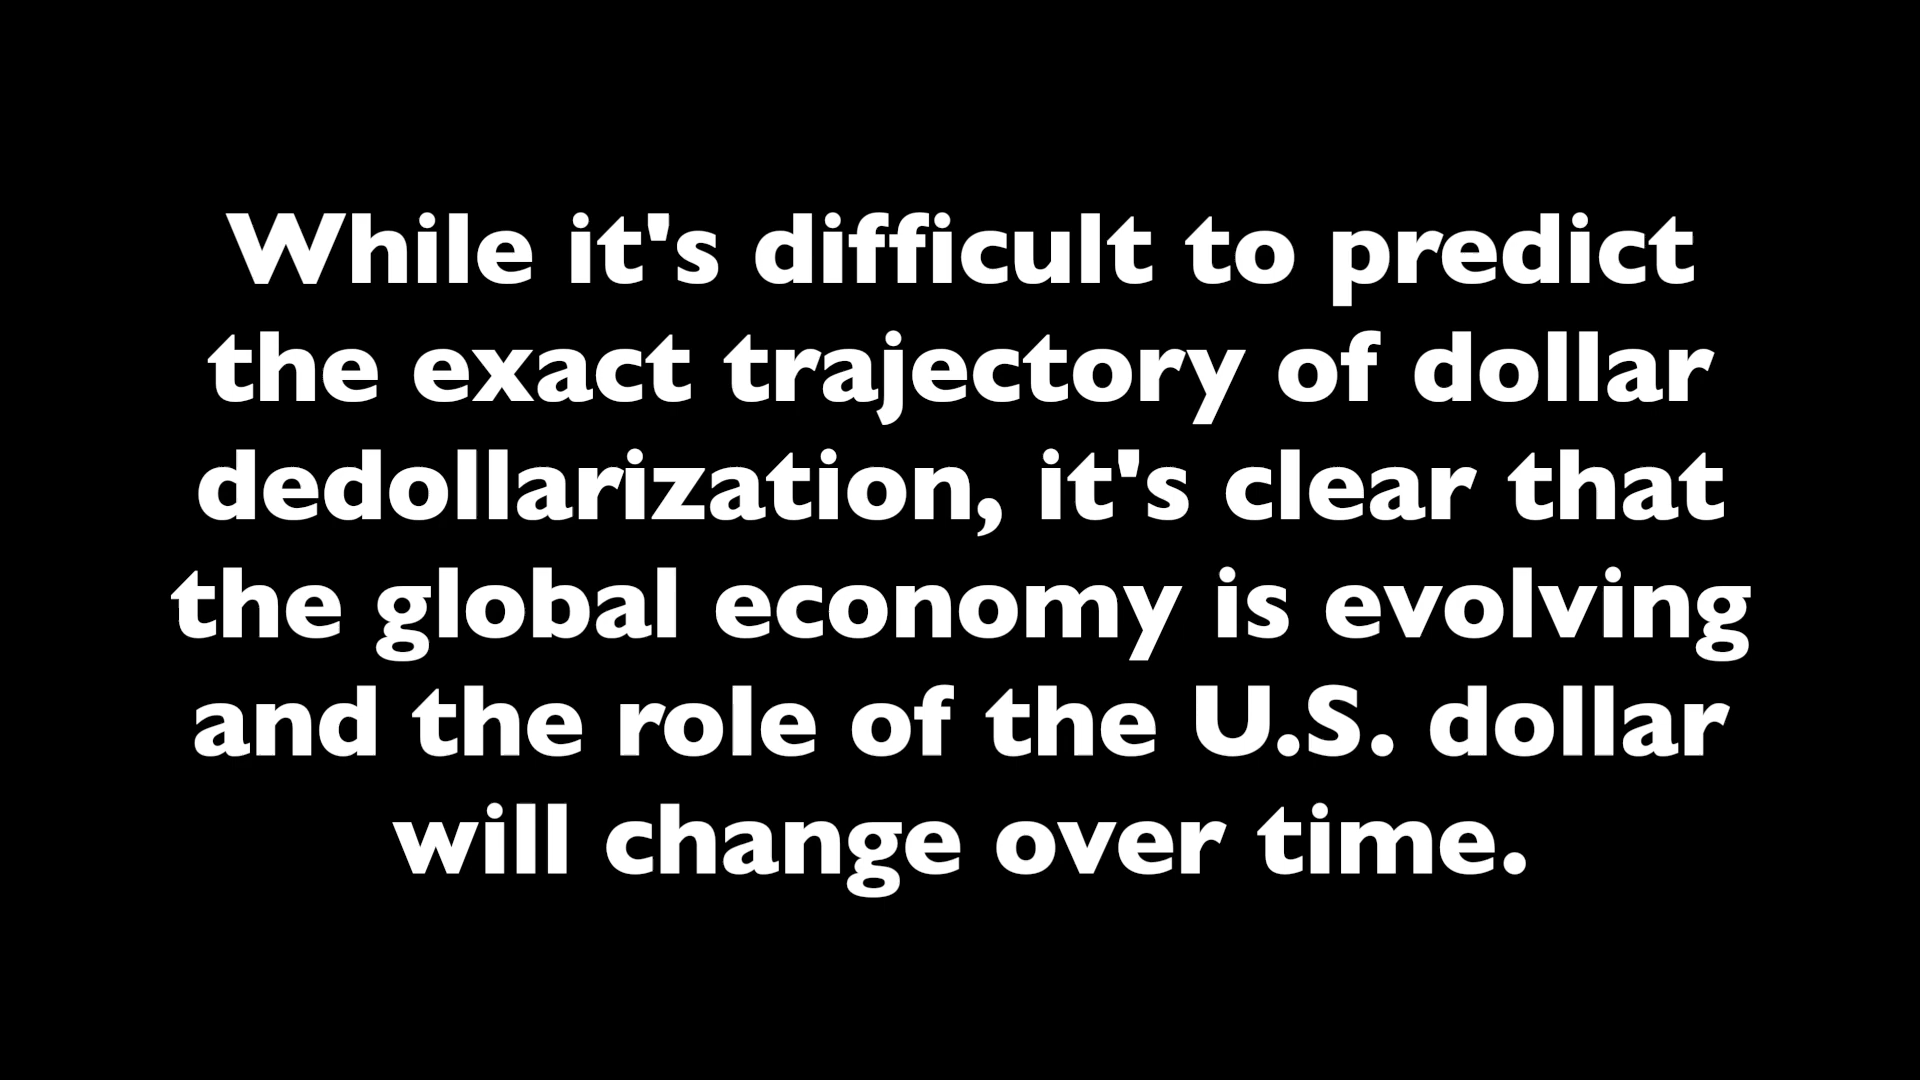 While it's difficult to predict
the exact trajectory of dollar
dedollarization, it's clear that
the global economy is evolving
and the role of the U.S. dollar
will change over time.